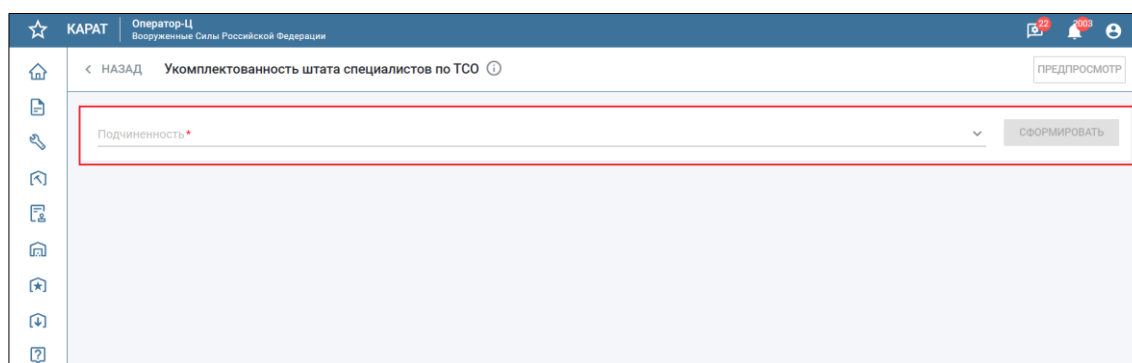 КАРАТ
Оператор-Ц
Вооруженные Силы Российской Федерации
22
2003
НАЗАД
Укомплектованность штата специалистов по ТСО
ПРЕДПРОСМОТР
Подчиненность*
СФОРМИРОВАТЬ